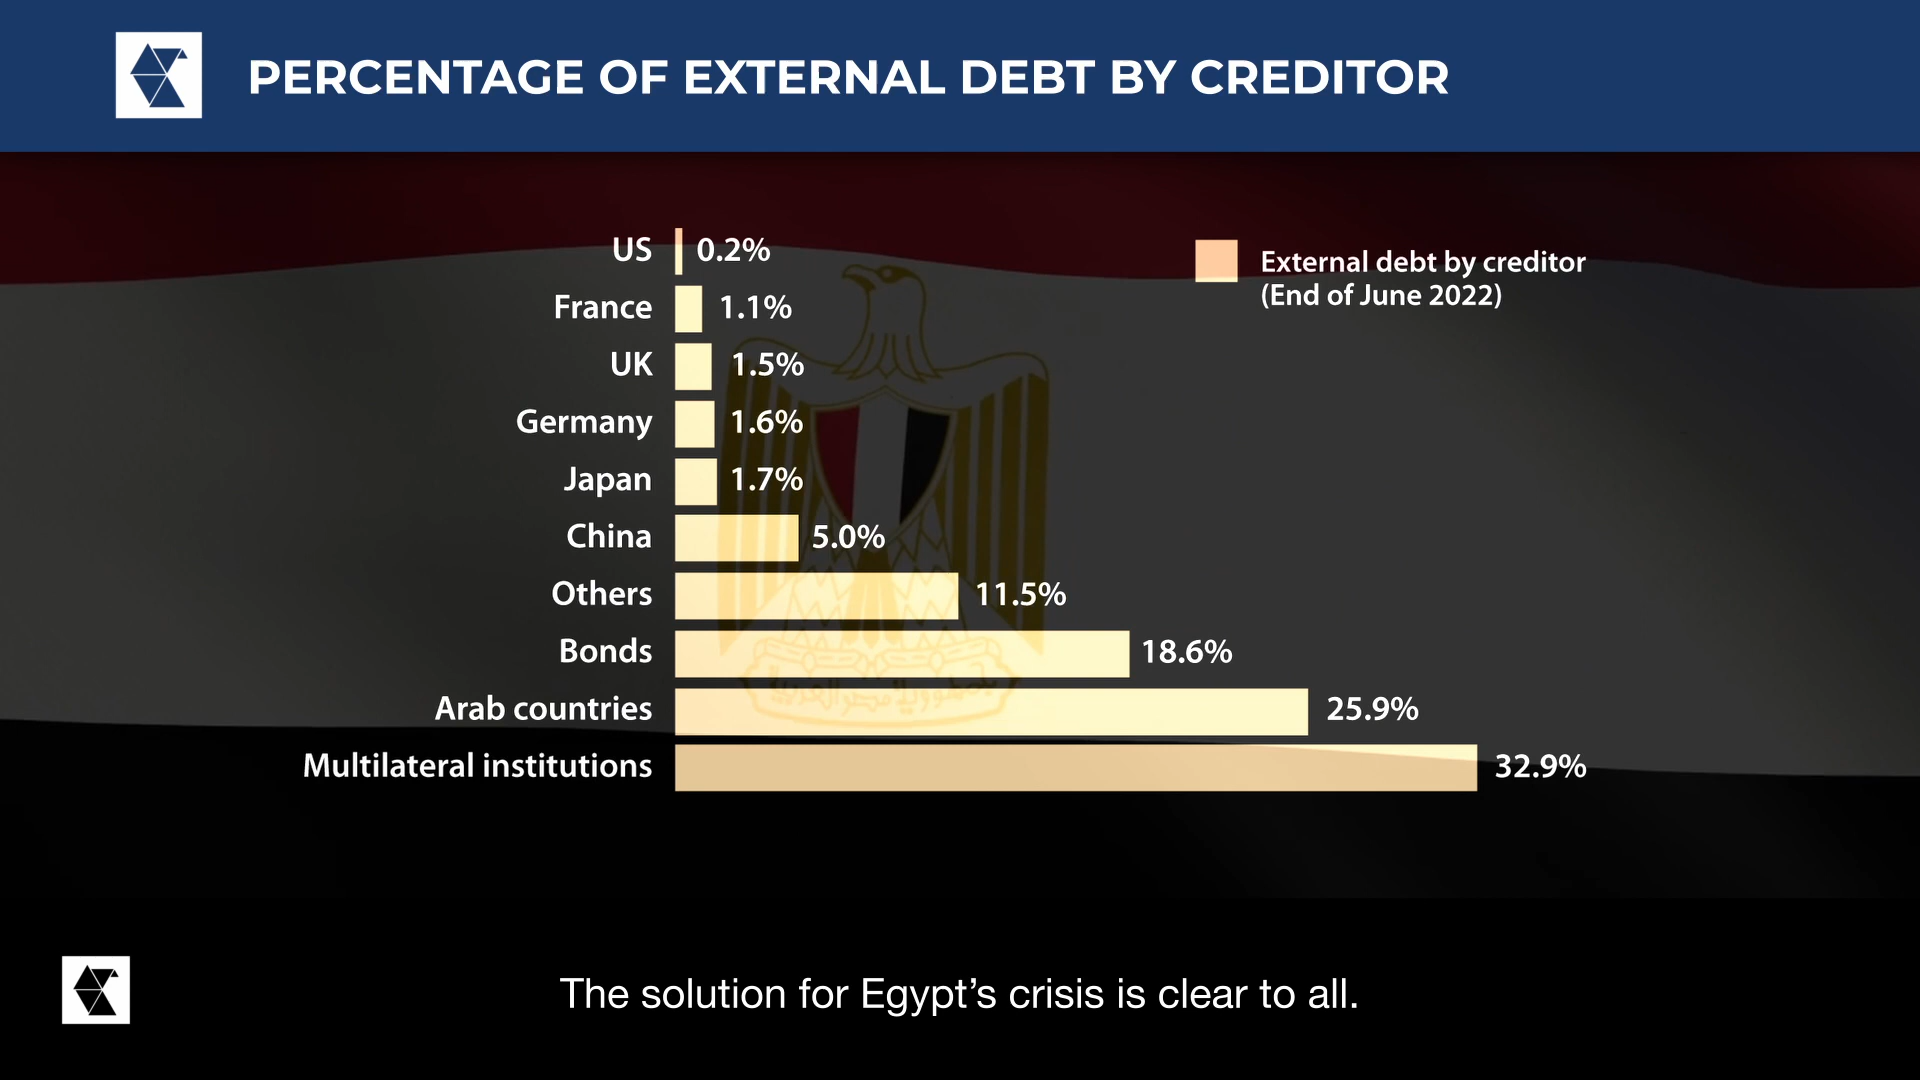 PERCENTAGE OF EXTERNAL DEBT BY CREDITOR
External debt by creditor
(End of June 2022)
US 0.2%
France 1.1%
UK 1.5%
Germany 1.6%
Japan 1.7%
China 5.0%
Others 11.5%
Bonds 18.6%
Arab countries 25.9%
Multilateral institutions 32.9%
The solution for Egypt’s crisis is clear to all.